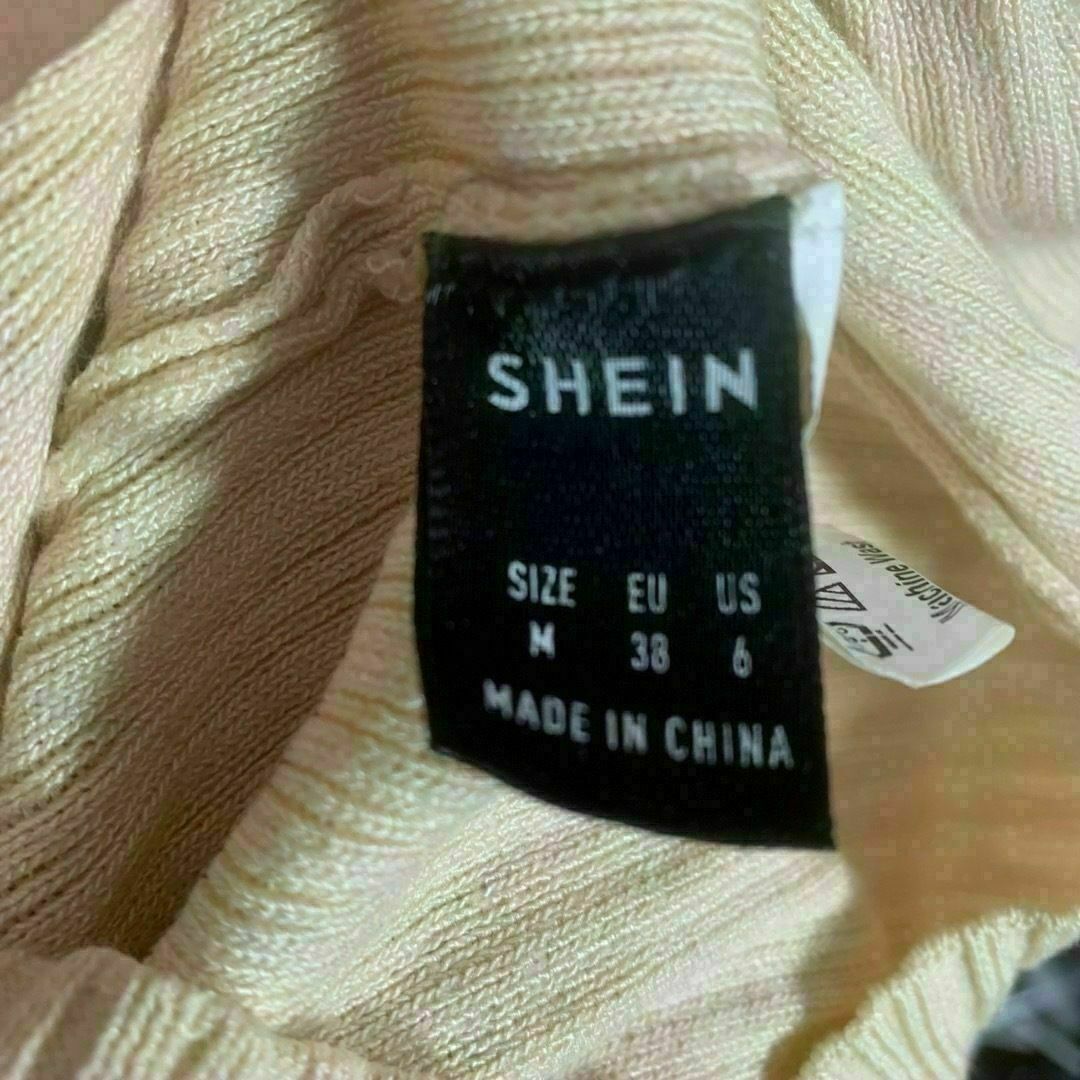 SHEIN
SIZE EU US
M 38 6
MADE IN CHINA
Machine Wash